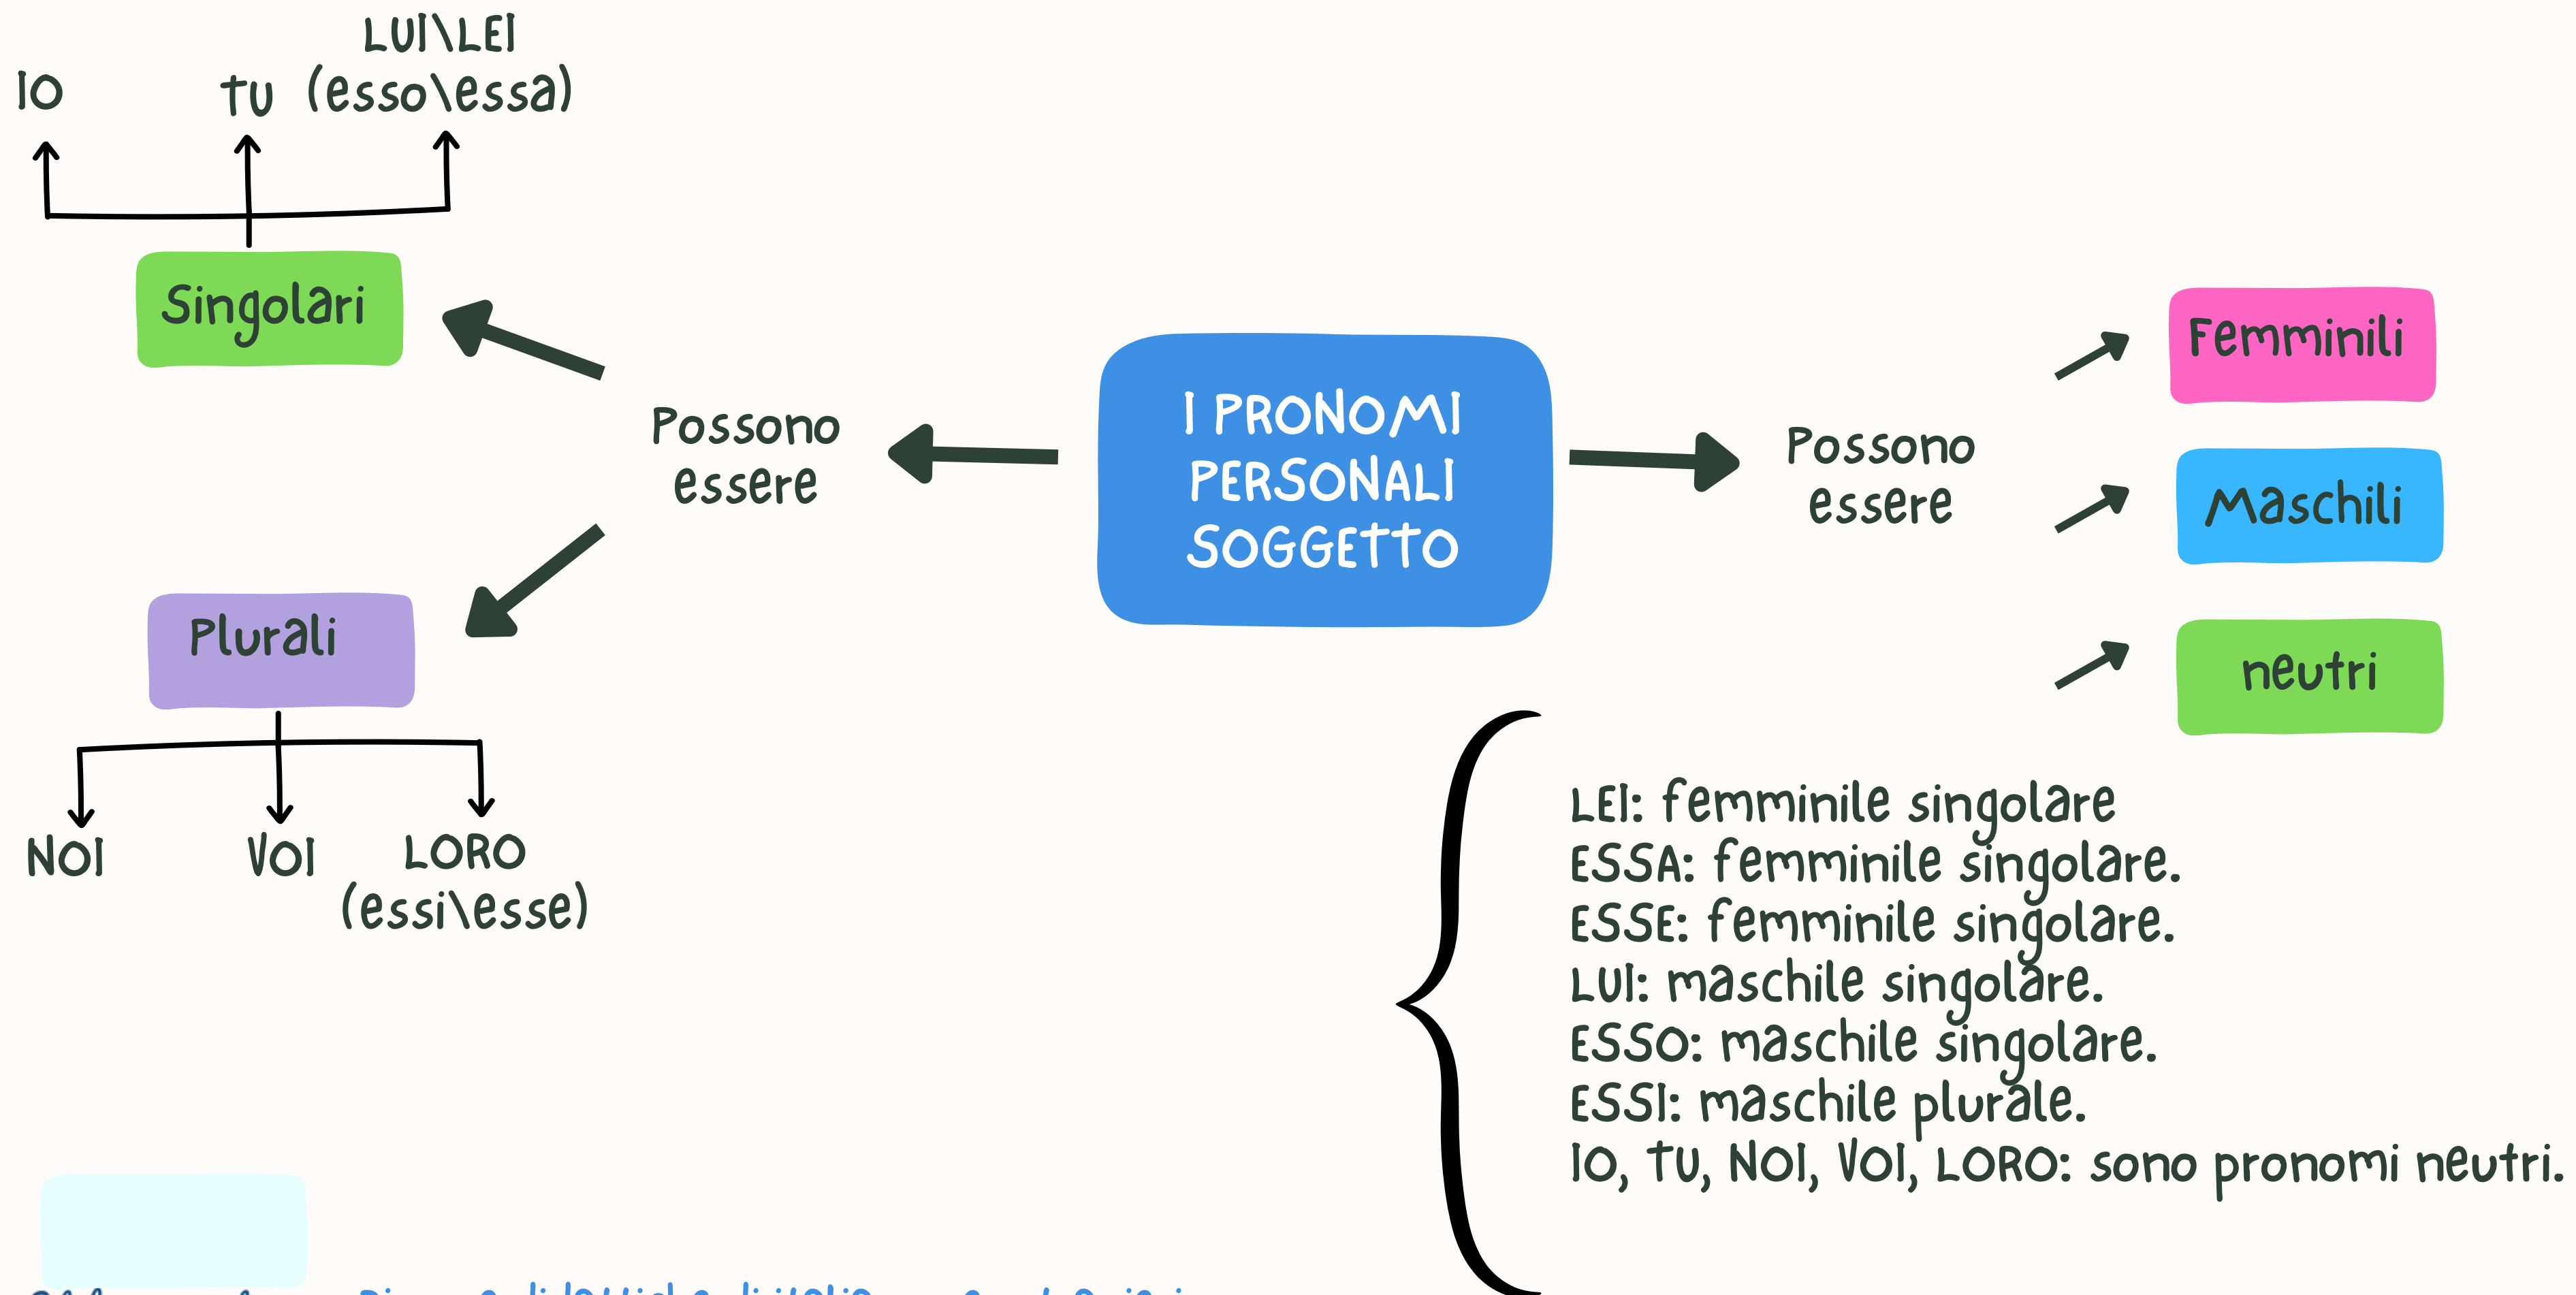 LUI\LEI
IO
TU
(esso\essa)
Singolari
Possono
essere
Plurali
NOI
VOI
LORO
(essi\esse)
I PRONOMI
PERSONALI
SOGGETTO
Possono
essere
Femminili
Maschili
neutri
LEI: femminile singolare
ESSA: femminile singolare.
ESSE: femminile singolare.
LUI: maschile singolare.
ESSO: maschile singolare.
ESSI: maschile plurale.
IO, TU, NOI, VOI, LORO: sono pronomi neutri.